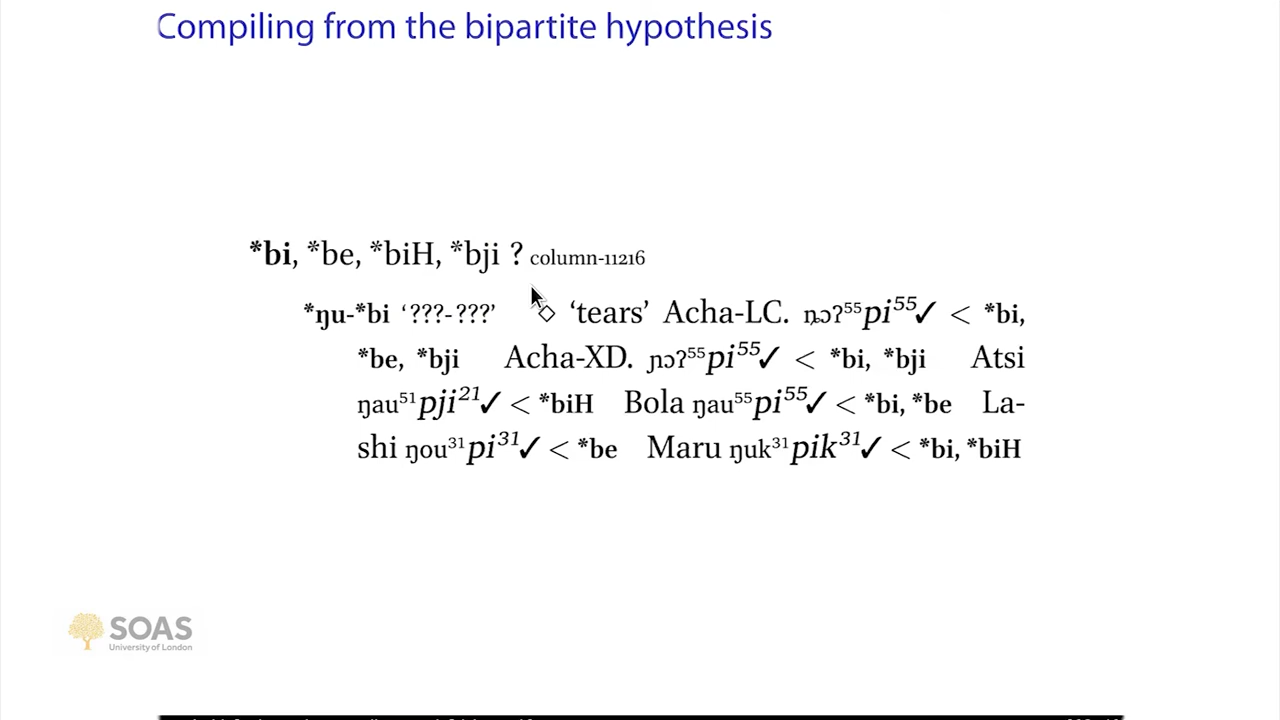 Compiling from the bipartite hypothesis
*bi, *be, *biH, *bji ? column-11216
*ŋu-*bi ‘???-???’ ◇ ‘tears’ Acha-LC. ȵɔʔ⁵⁵pi⁵⁵✓ < *bi,
*be, *bji Acha-XD. ɲɔʔ⁵⁵pi⁵⁵✓ < *bi, *bji Atsi
ŋau⁵¹pji²¹✓ < *biH Bola ŋau⁵⁵pi⁵⁵✓ < *bi, *be La-
shi ŋou³¹pi³¹✓ < *be Maru ŋuk³¹pik³¹✓ < *bi, *biH
SOAS
University of London